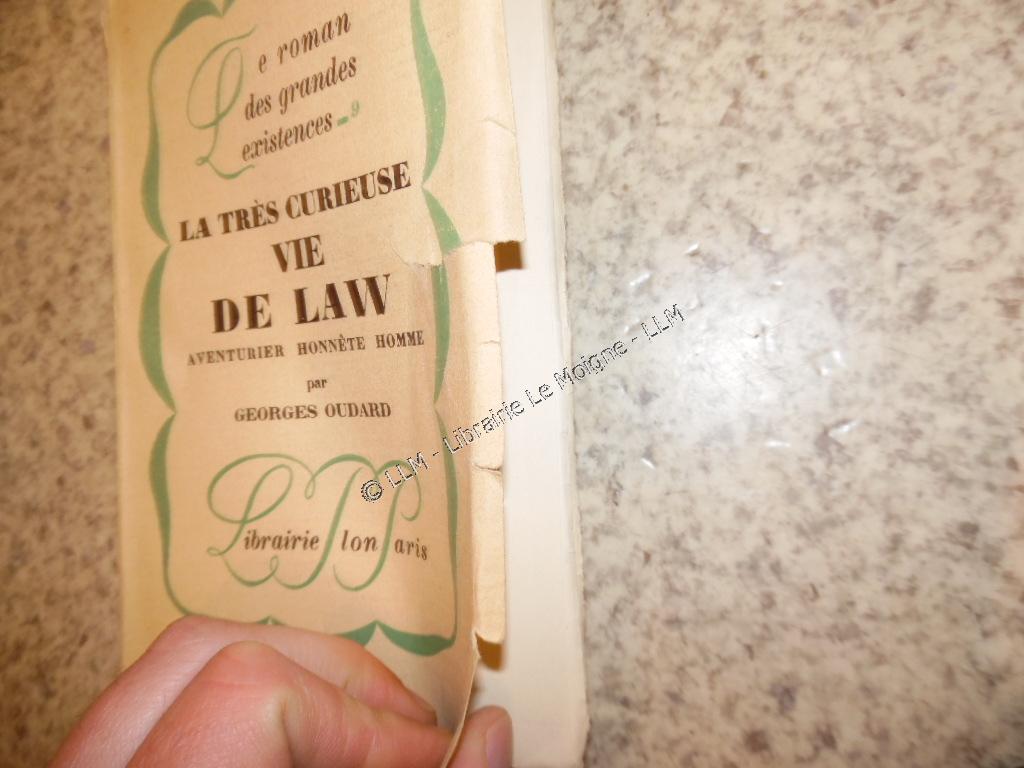 Le roman
des grandes
existences - 9
LA TRÈS CURIEUSE
VIE
DE LAW
AVENTURIER HONNÊTE HOMME
par
GEORGES OUDARD
Librairie Plon Paris
© LLM - Librairie Le Moigne - LLM